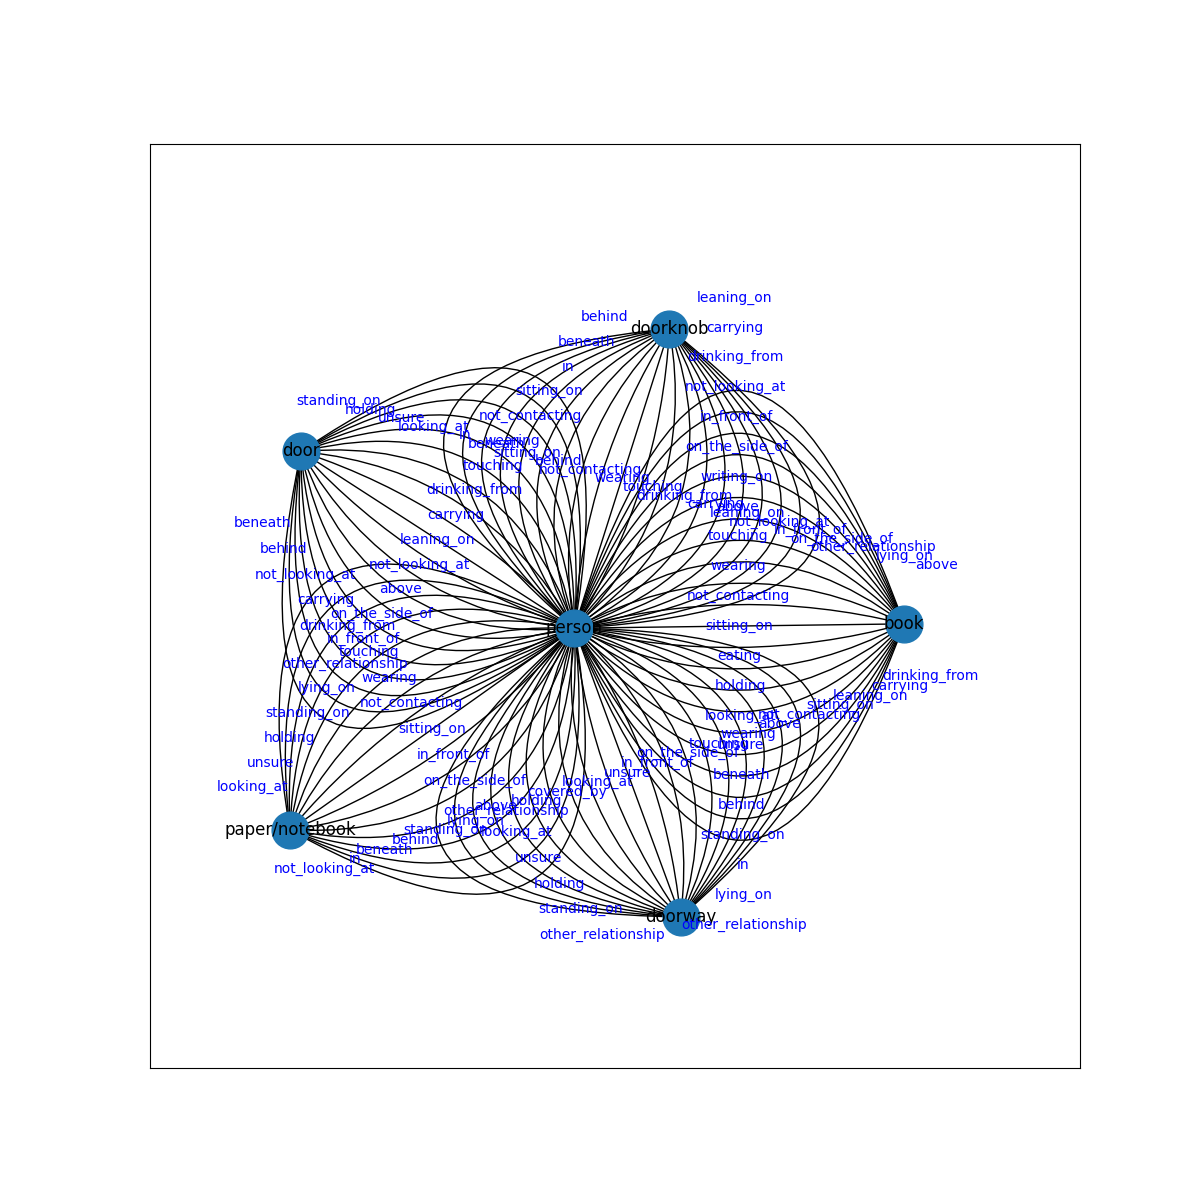 leaning_on
behind
doorknob
carrying
beneath
drinking_from
in
not_looking_at
sitting_on
standing_on
holding
not_contacting
in_front_of
unsure
looking_at
in
wearing
beneath
on_the_side_of
door
sitting_on
behind
touching
not_contacting
wearing
writing_on
touching
drinking_from
drinking_from
carrying
above
carrying
leaning_on
beneath
not_looking_at
in_front_of
touching
leaning_on
on_the_side_of
behind
other_relationship
lying_on
not_looking_at
wearing
above
not_looking_at
above
not_contacting
carrying
on_the_side_of
drinking_from
person
sitting_on
book
in_front_of
touching
eating
other_relationship
wearing
drinking_from
lying_on
holding
carrying
not_contacting
leaning_on
standing_on
sitting_on
looking_at
not_contacting
above
sitting_on
wearing
holding
touching
unsure
in_front_of
on_the_side_of
unsure
in_front_of
unsure
beneath
looking_at
on_the_side_of
looking_at
covered_by
holding
above
behind
other_relationship
lying_on
paper/notebook
standing_on
looking_at
standing_on
behind
beneath
in
unsure
in
not_looking_at
holding
lying_on
standing_on
doorway
other_relationship
other_relationship